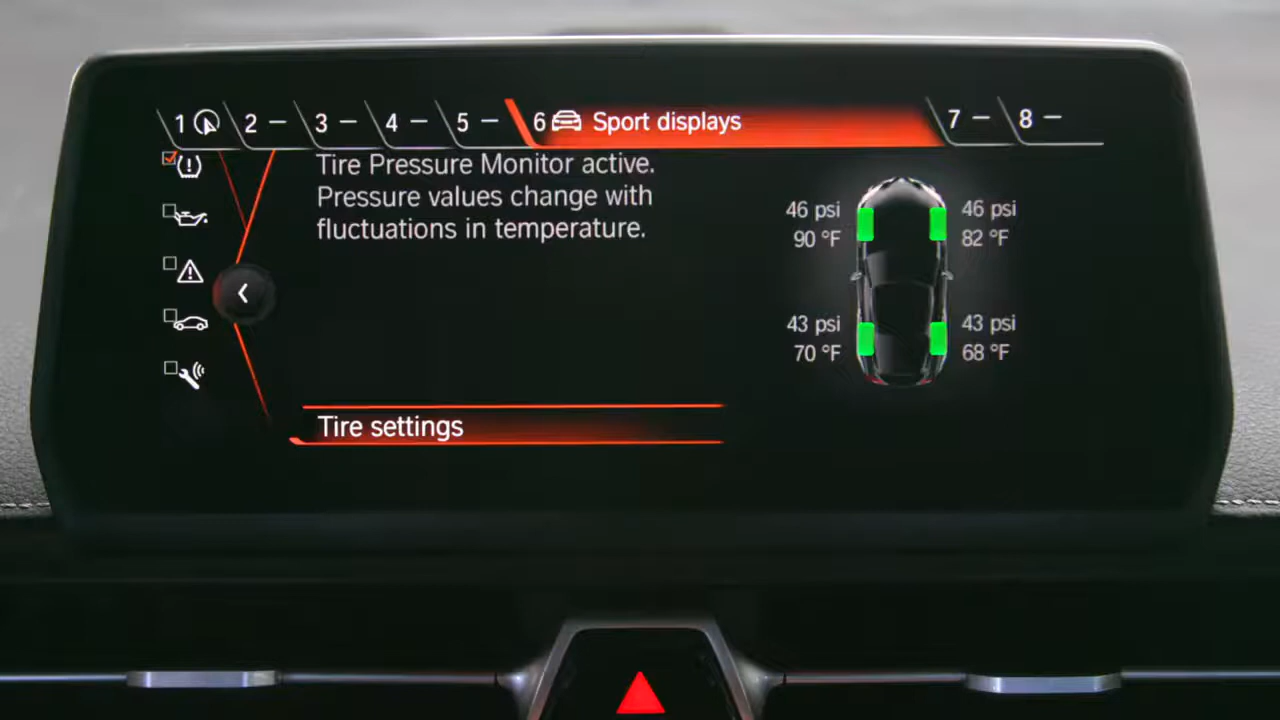 1 2 – 3 – 4 – 5 – 6 Sport displays 7 – 8 –
Tire Pressure Monitor active.
Pressure values change with
fluctuations in temperature.
46 psi 46 psi
90 °F 82 °F
43 psi 43 psi
70 °F 68 °F
Tire settings